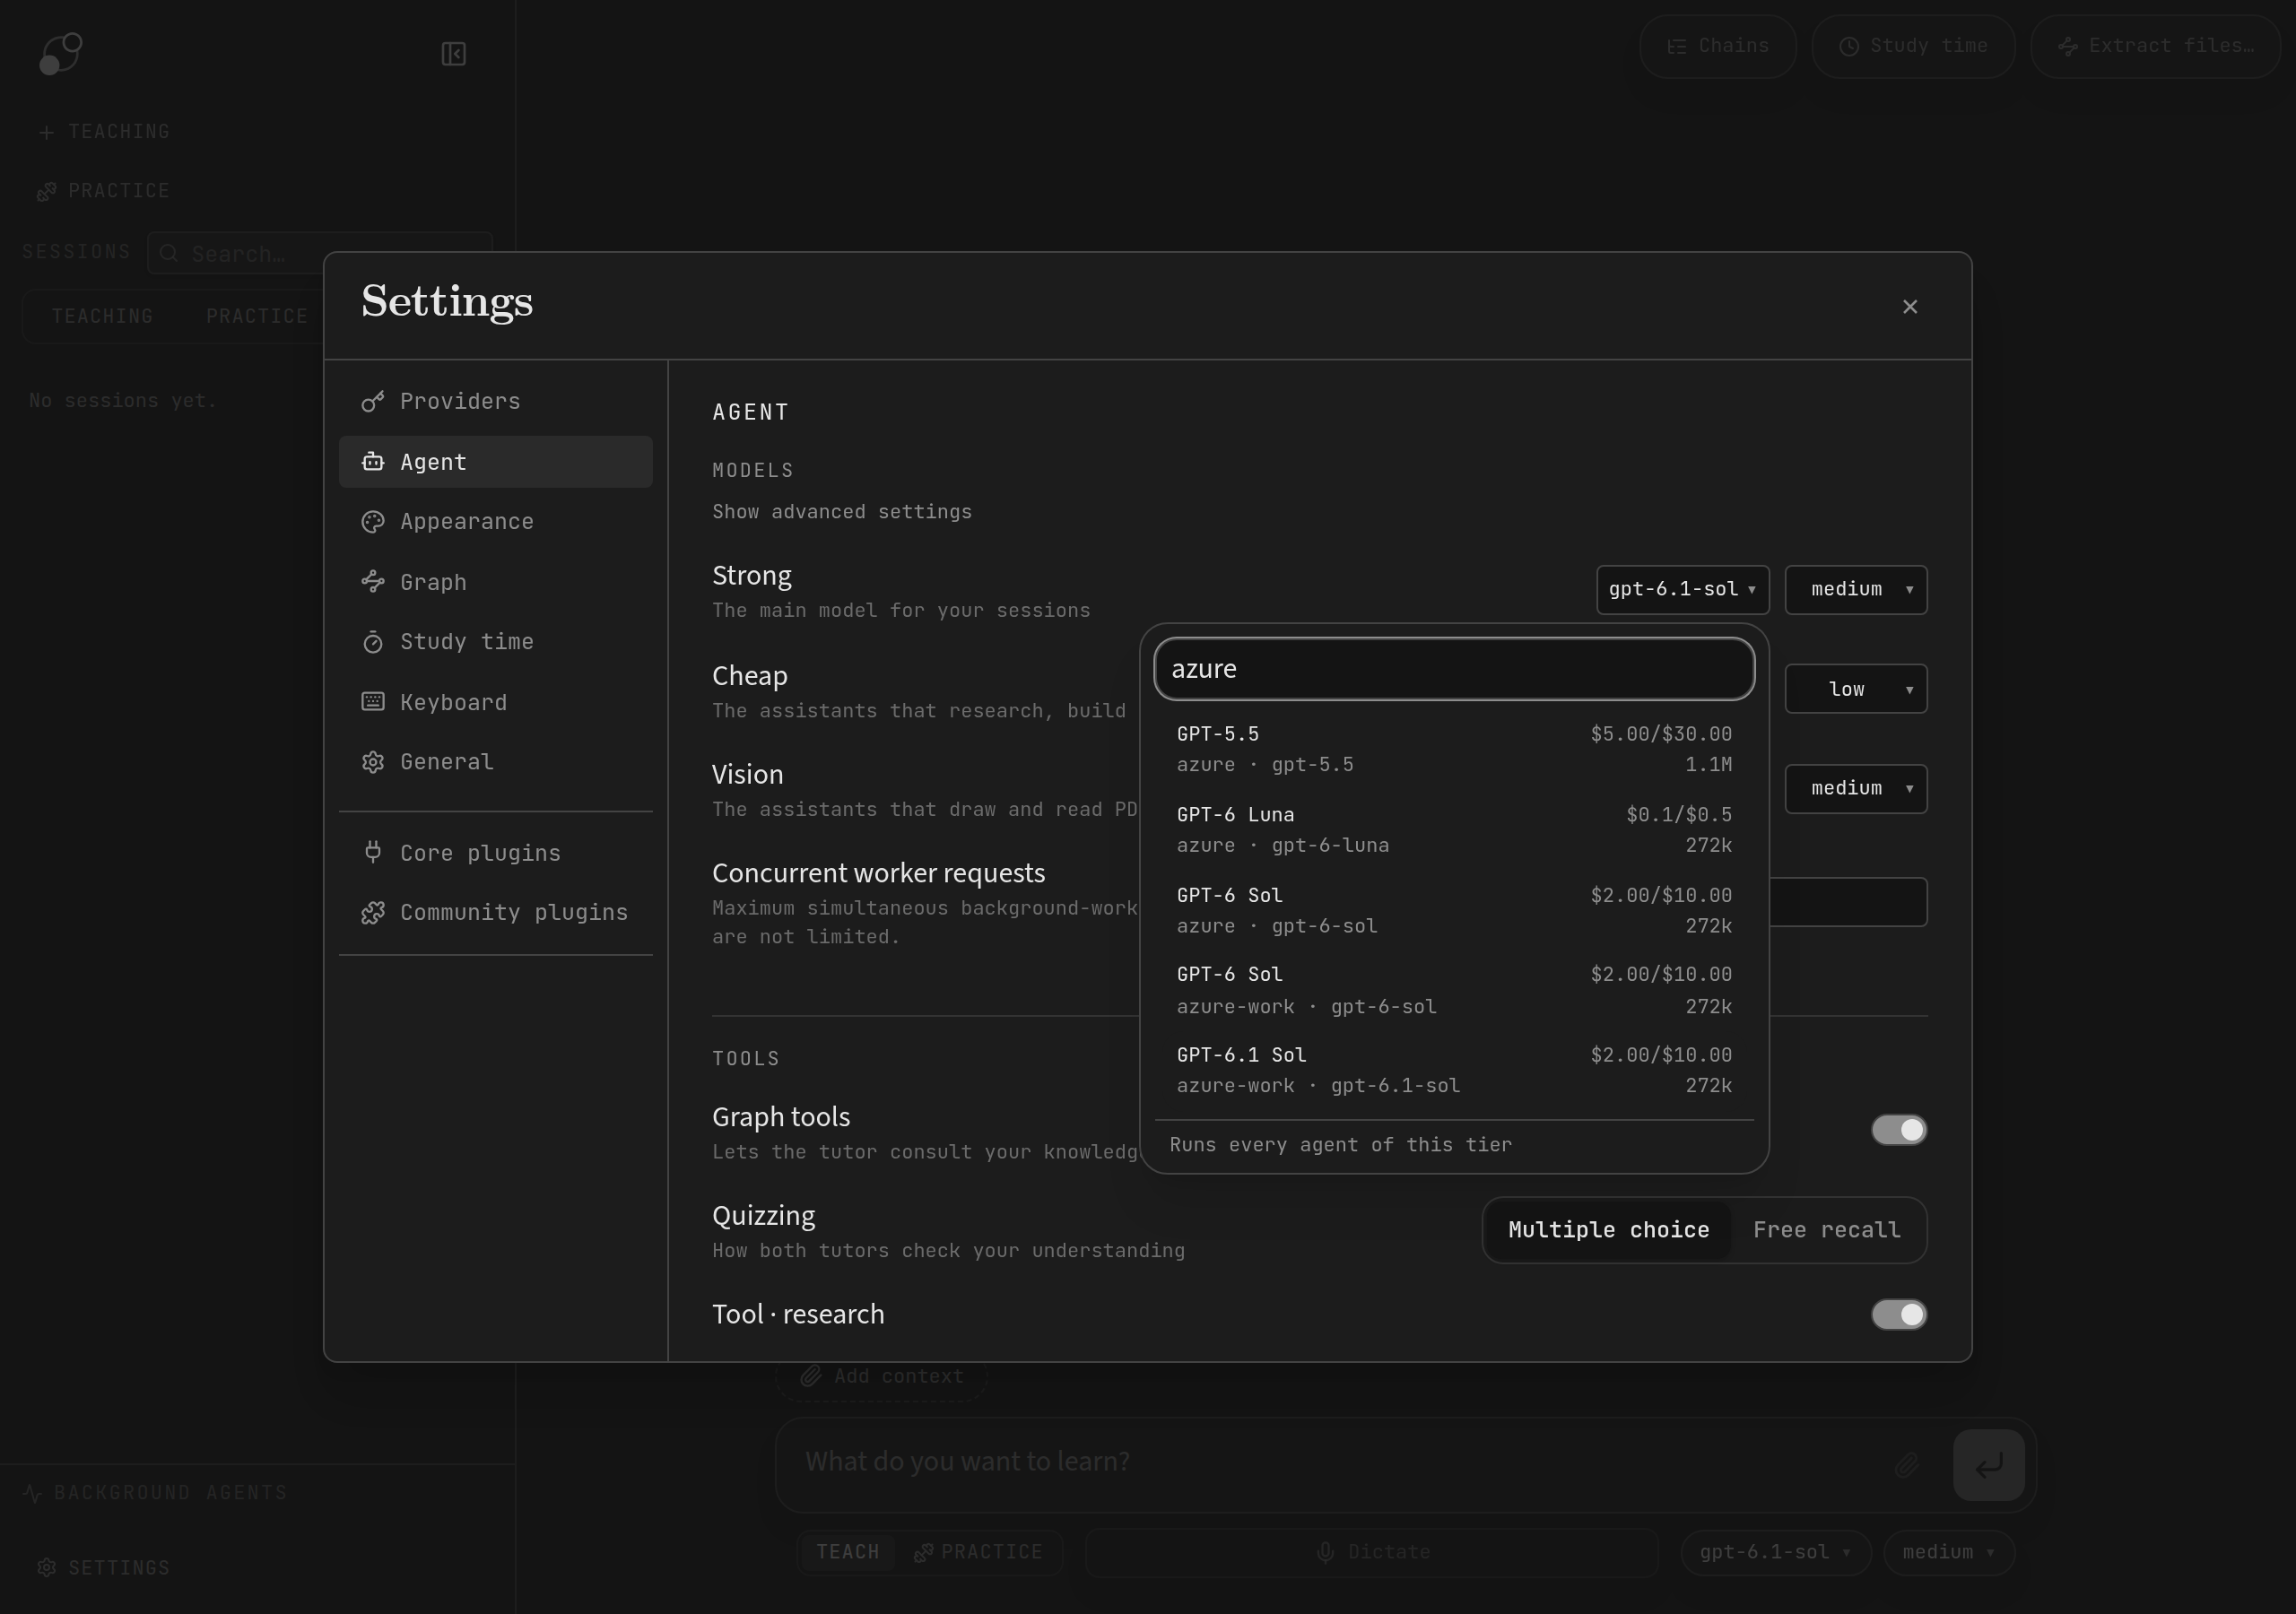 Chains
Study time
Extract files…
TEACHING
PRACTICE
SESSIONS
Search…
TEACHING
PRACTICE
No sessions yet.
Settings
Providers
Agent
Appearance
Graph
Study time
Keyboard
General
Core plugins
Community plugins
AGENT
MODELS
Show advanced settings
Strong
The main model for your sessions
gpt-6.1-sol
medium
Cheap
The assistants that research, build
low
Vision
The assistants that draw and read PD
medium
Concurrent worker requests
Maximum simultaneous background-work
are not limited.
azure
GPT-5.5 $5.00/$30.00
azure · gpt-5.5 1.1M
GPT-6 Luna $0.1/$0.5
azure · gpt-6-luna 272k
GPT-6 Sol $2.00/$10.00
azure · gpt-6-sol 272k
GPT-6 Sol $2.00/$10.00
azure-work · gpt-6-sol 272k
GPT-6.1 Sol $2.00/$10.00
azure-work · gpt-6.1-sol 272k
Runs every agent of this tier
TOOLS
Graph tools
Lets the tutor consult your knowledg
Quizzing
How both tutors check your understanding
Multiple choice
Free recall
Tool · research
Add context
What do you want to learn?
TEACH
PRACTICE
Dictate
gpt-6.1-sol
medium
BACKGROUND AGENTS
SETTINGS